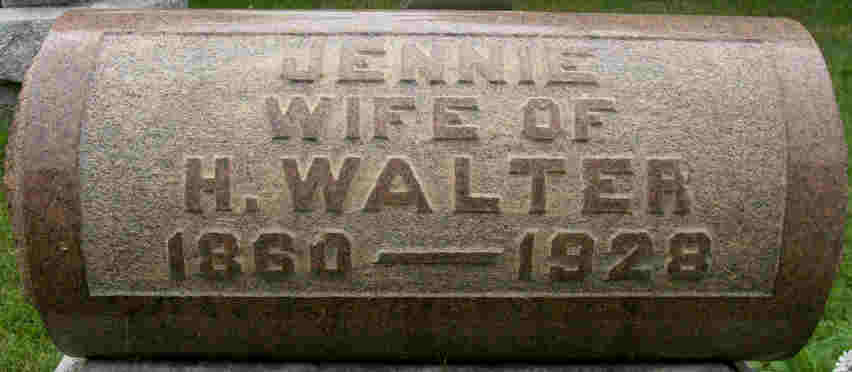 JENNIE
WIFE OF
H. WALTER
1860 — 1928